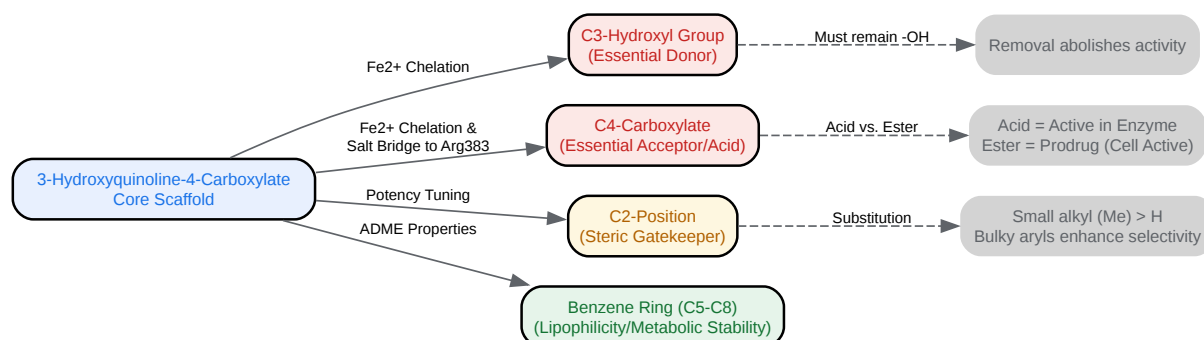 C3-Hydroxyl Group
(Essential Donor)
Must remain -OH
Removal abolishes activity
Fe2+ Chelation
Fe2+ Chelation &
Salt Bridge to Arg383
C4-Carboxylate
(Essential Acceptor/Acid)
Acid vs. Ester
Acid = Active in Enzyme
Ester = Prodrug (Cell Active)
3-Hydroxyquinoline-4-Carboxylate
Core Scaffold
Potency Tuning
C2-Position
(Steric Gatekeeper)
Substitution
Small alkyl (Me) > H
Bulky aryls enhance selectivity
ADME Properties
Benzene Ring (C5-C8)
(Lipophilicity/Metabolic Stability)